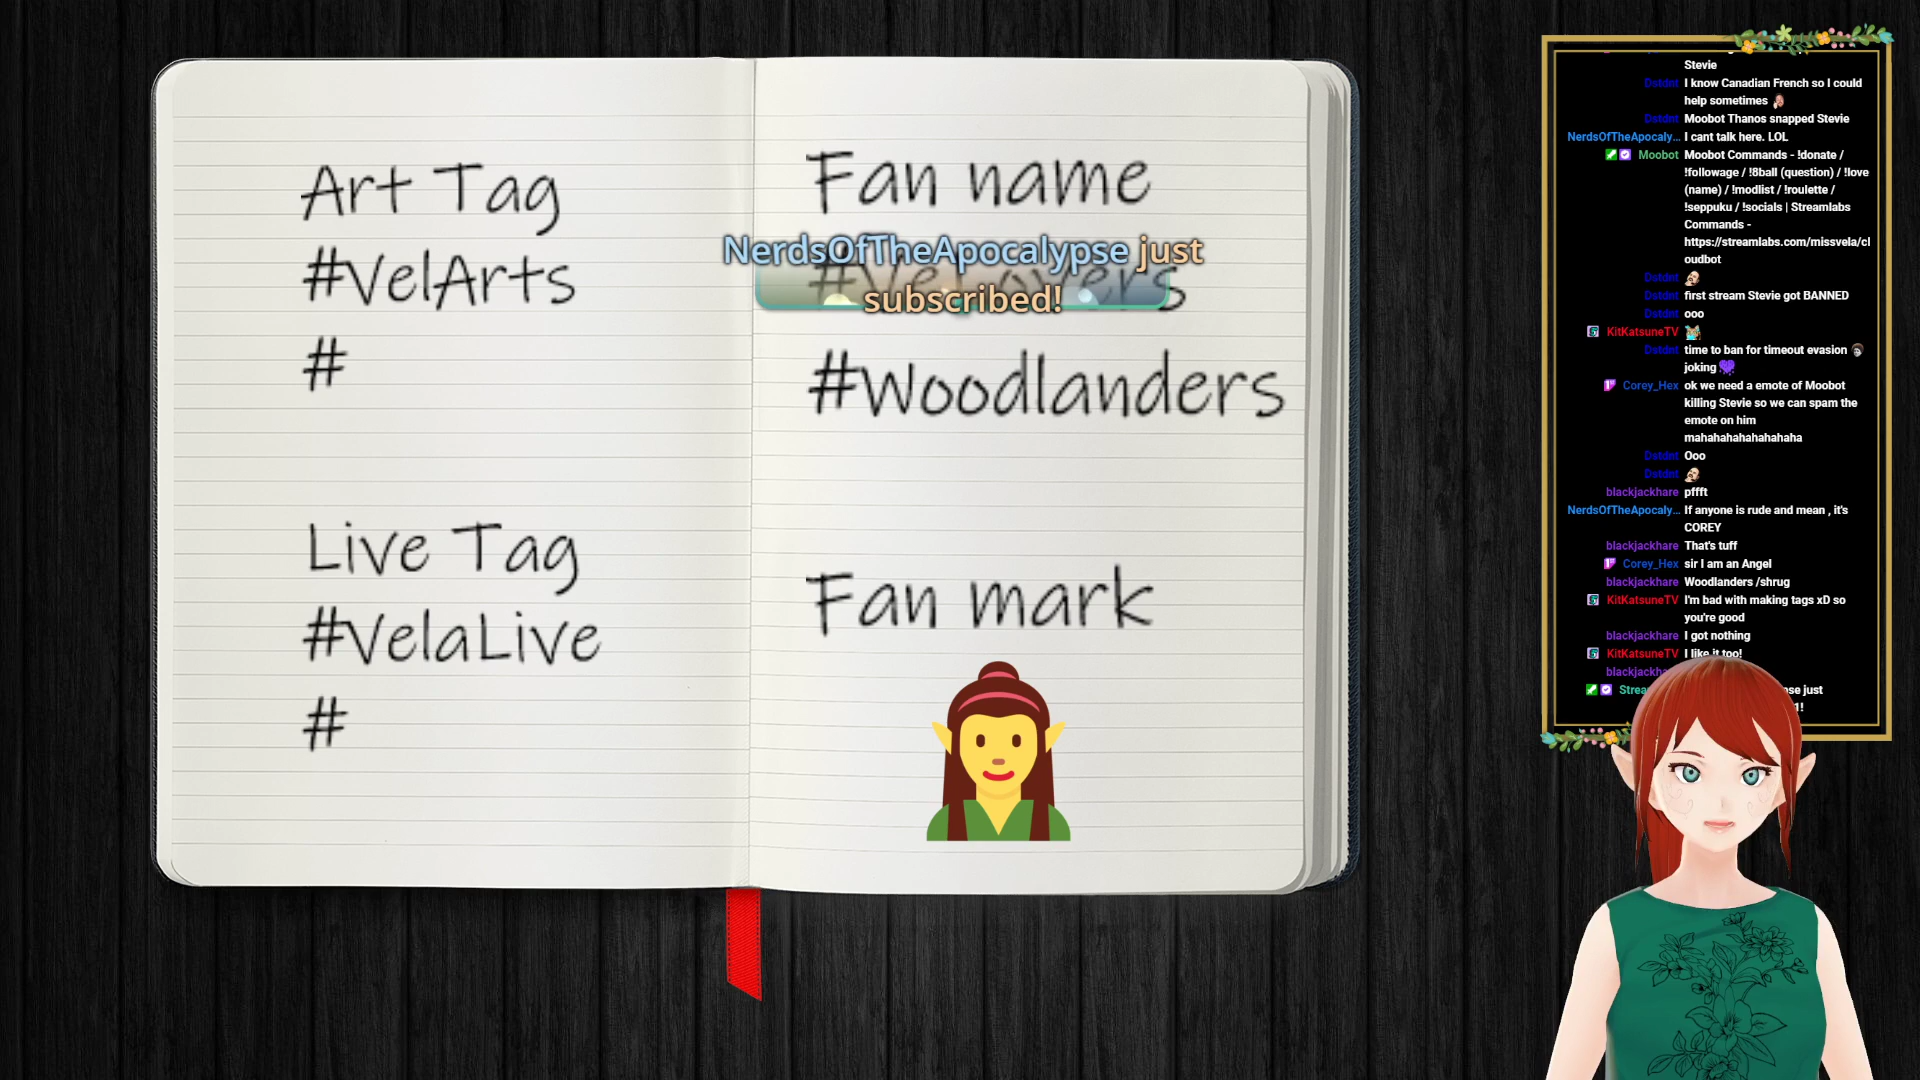 Art Tag
#VelArts
#
Live Tag
#VelaLive
#
Fan name
NerdsOfTheApocalypse just
subscribed!
#Woodlanders
Fan mark
Stevie
Dstdnt I know Canadian French so I could
help sometimes
Dstdnt Moobot Thanos snapped Stevie
NerdsOfTheApocaly... I cant talk here. LOL
Moobot Moobot Commands - !donate /
!followage / !8ball (question) / !love
(name) / !modlist / !roulette /
!seppuku / !socials | Streamlabs
Commands -
https://streamlabs.com/missvela/cl
oudbot
Dstdnt
Dstdnt first stream Stevie got BANNED
Dstdnt ooo
KitKatsuneTV
Dstdnt time to ban for timeout evasion
joking
Corey_Hex ok we need a emote of Moobot
killing Stevie so we can spam the
emote on him
mahahahahahahahaha
Dstdnt Ooo
Dstdnt
blackjackhare pffft
NerdsOfTheApocaly... If anyone is rude and mean , it's
COREY
blackjackhare That's tuff
Corey_Hex sir I am an Angel
blackjackhare Woodlanders /shrug
KitKatsuneTV I'm bad with making tags xD so
you're good
blackjackhare I got nothing
KitKatsuneTV I like it too!
just